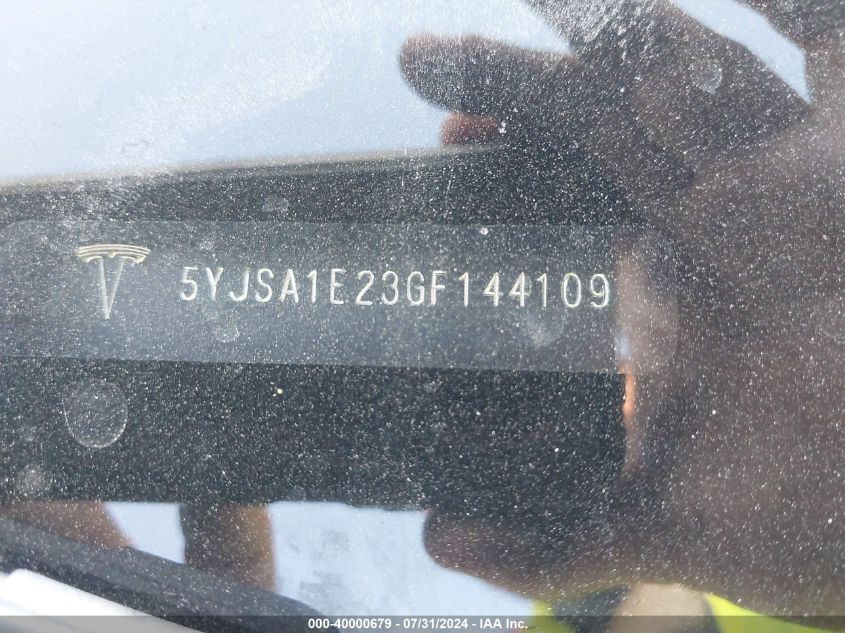 5YJSA1E23GF144109
000-40000679 - 07/31/2024 - IAA Inc.